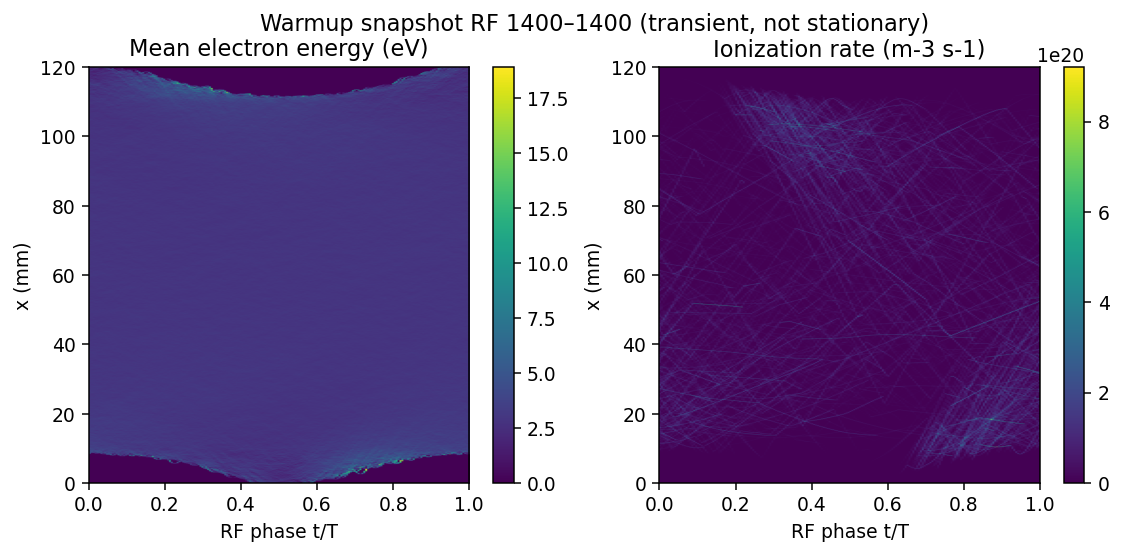 Warmup snapshot RF 1400–1400 (transient, not stationary)
Mean electron energy (eV)
120
100
80
60
40
20
0
x (mm)
0.0 0.2 0.4 0.6 0.8 1.0
RF phase t/T
17.5
15.0
12.5
10.0
7.5
5.0
2.5
0.0
Ionization rate (m-3 s-1)
120
100
80
60
40
20
0
x (mm)
0.0 0.2 0.4 0.6 0.8 1.0
RF phase t/T
1e20
8
6
4
2
0